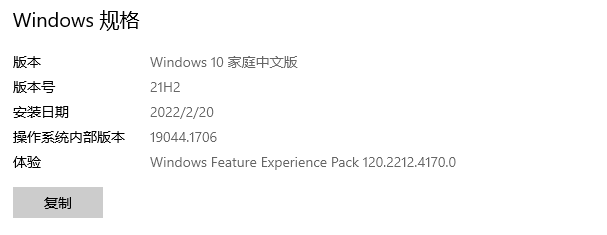 Windows 规格
版本 Windows 10 家庭中文版
版本号 21H2
安装日期 2022/2/20
操作系统内部版本 19044.1706
体验 Windows Feature Experience Pack 120.2212.4170.0
复制